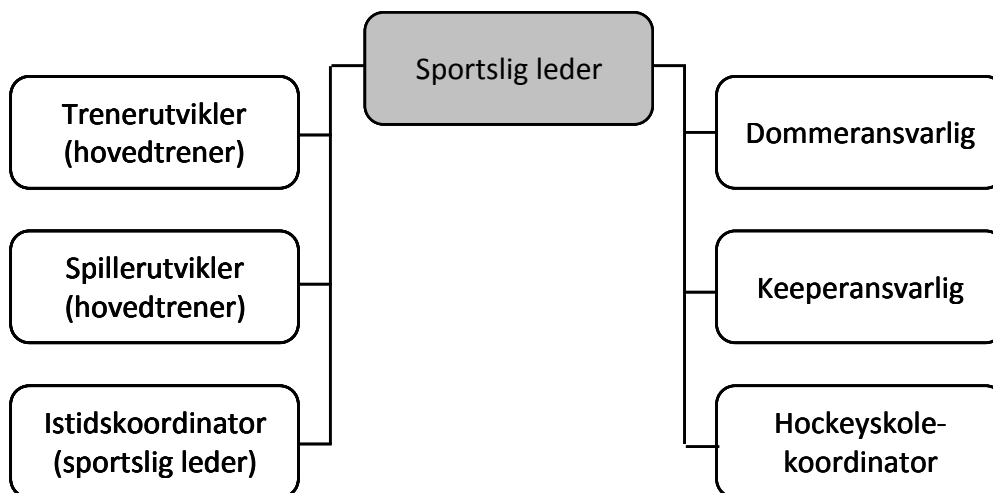 Sportslig leder
Trenerutvikler
(hovedtrener)
Spillerutvikler
(hovedtrener)
Istidskoordinator
(sportslig leder)
Dommeransvarlig
Keeperansvarlig
Hockeyskole-
koordinator